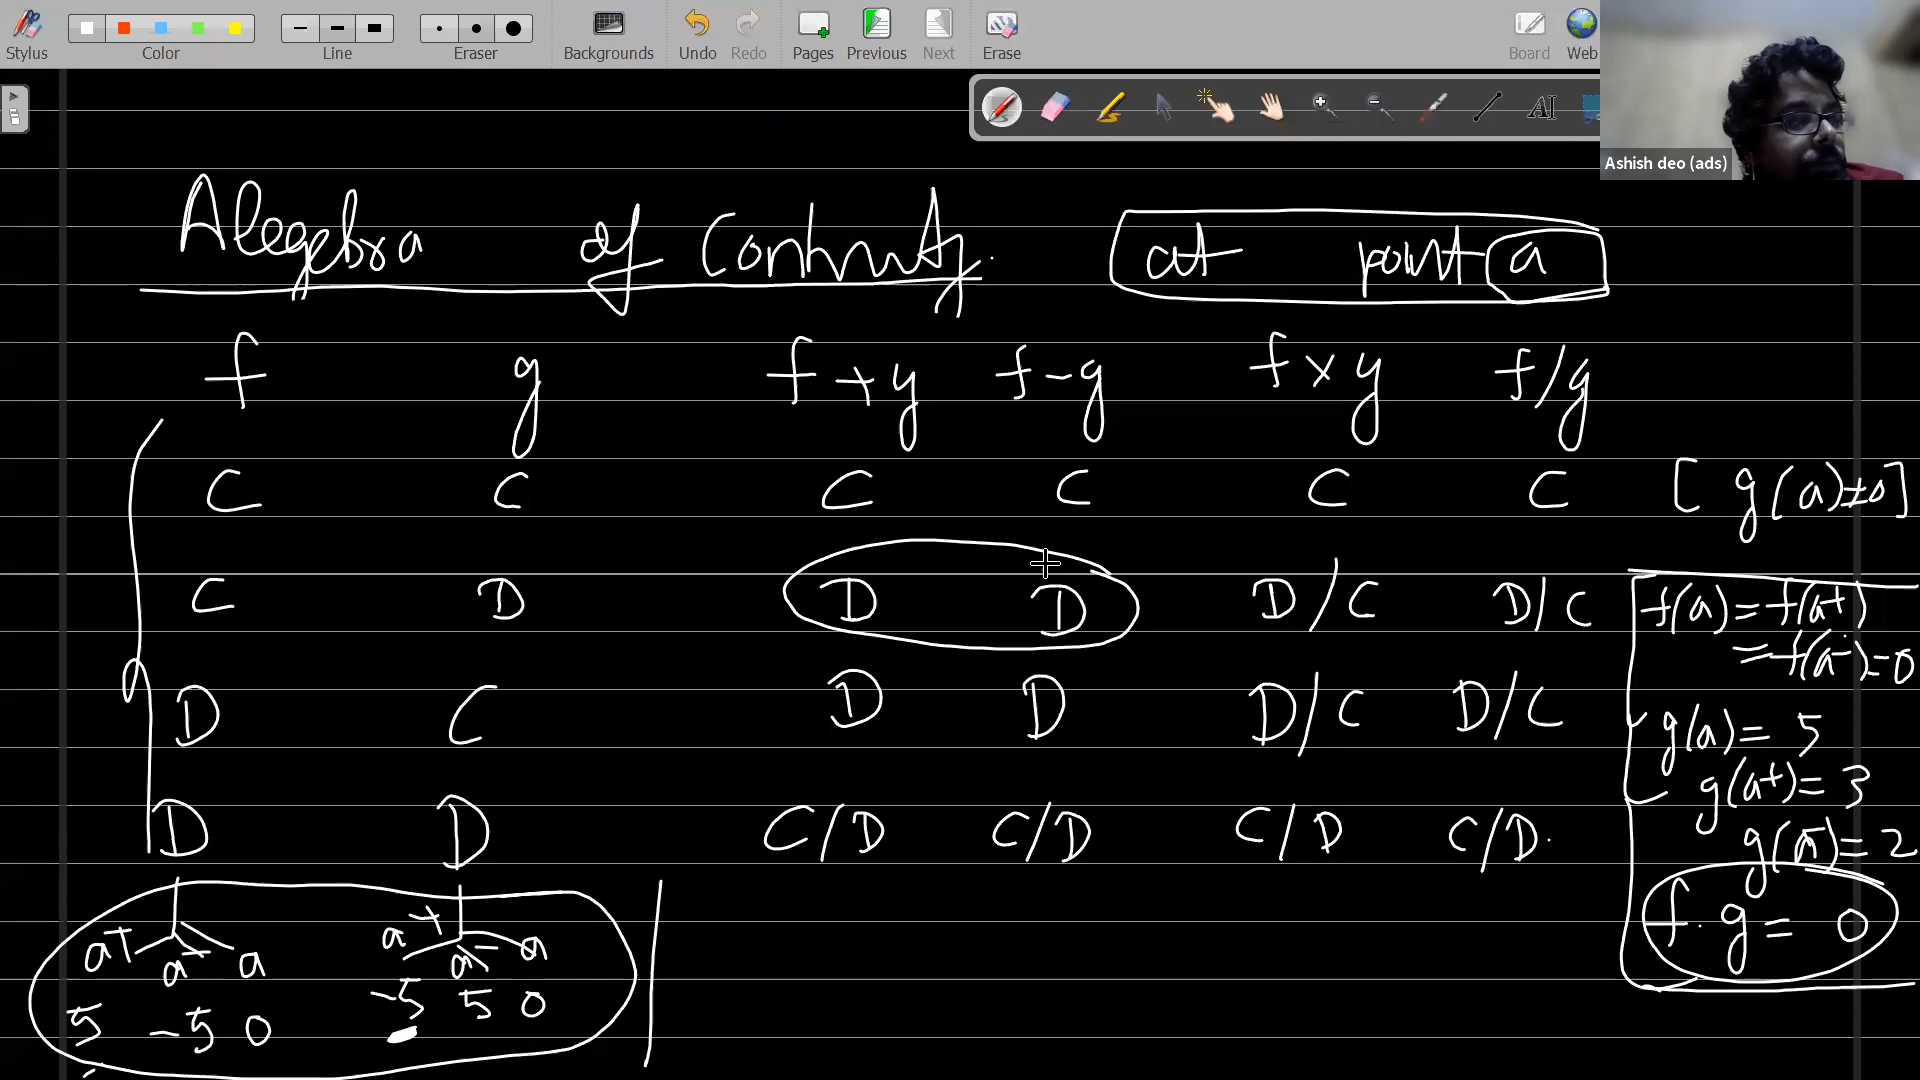 Stylus Color Line Eraser Backgrounds Undo Redo Pages Previous Next Erase Board Web
Ashish deo (ads)
Alegebra of Continuity. at point a
f g f + g f - g f x g f/g
C C C C C C [ g(a)≠0]
C D D D D/C D/C
f(a) = f(a+)
= f(a-) = 0
D C D D D/C D/C
g(a) = 5
g(a+) = 3
D D C/D C/D C/D C/D.
g(a-) = 2
f. g = 0
a+ a- a a+ a- a
5 -5 0 -5 5 0